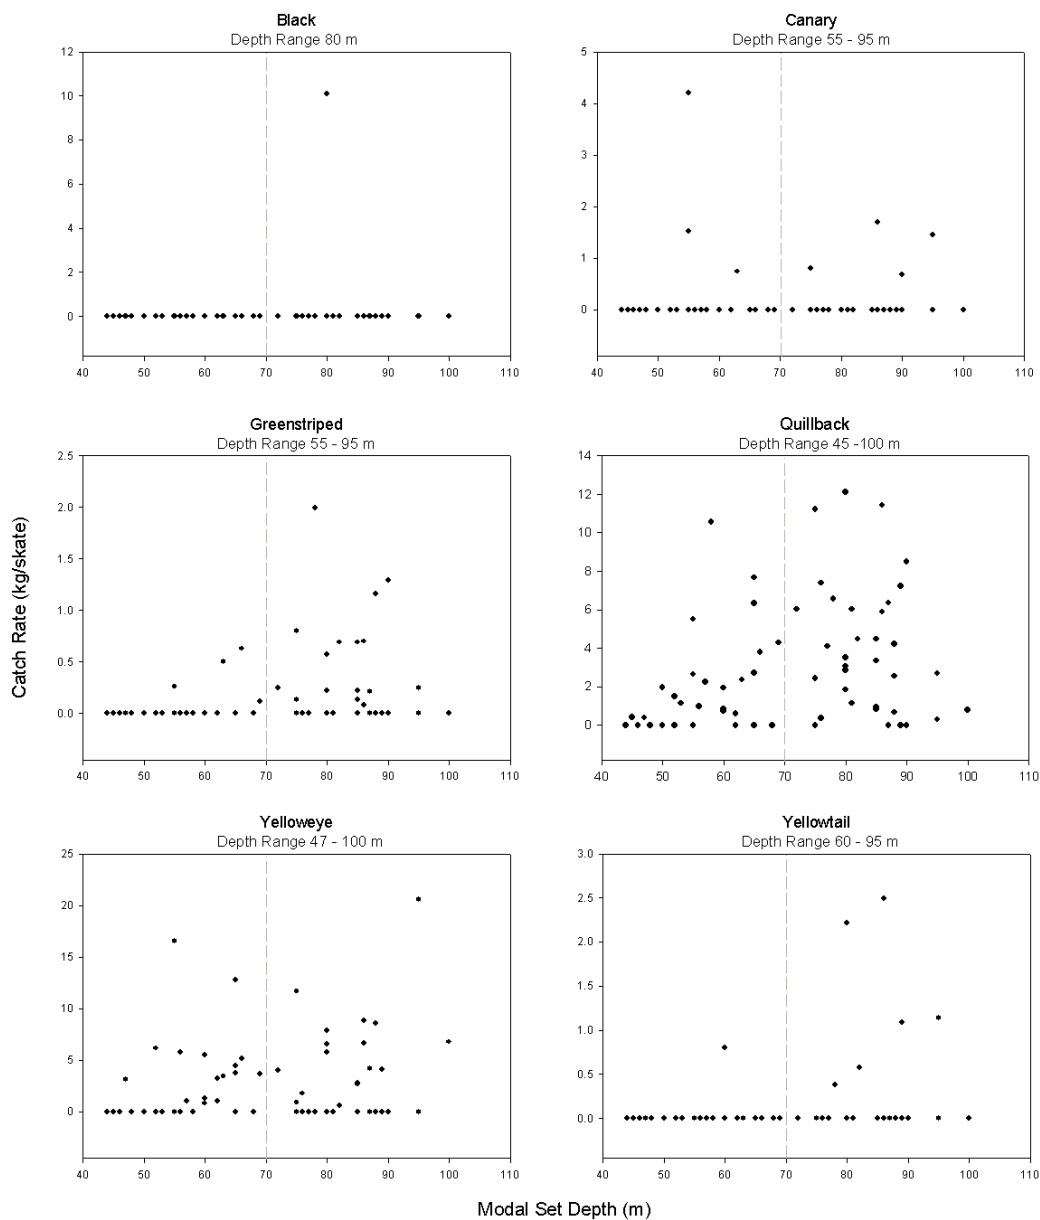 Black
Depth Range 80 m
12
10
8
6
4
2
0
40 50 60 70 80 90 100 110
Canary
Depth Range 55 - 95 m
5
4
3
2
1
0
40 50 60 70 80 90 100 110
Greenstriped
Depth Range 55 - 95 m
2.5
2.0
1.5
1.0
0.5
0.0
40 50 60 70 80 90 100 110
Quillback
Depth Range 45 -100 m
14
12
10
8
6
4
2
0
40 50 60 70 80 90 100 110
Catch Rate (kg/skate)
Yelloweye
Depth Range 47 - 100 m
25
20
15
10
5
0
40 50 60 70 80 90 100 110
Yellowtail
Depth Range 60 - 95 m
3.0
2.5
2.0
1.5
1.0
0.5
0.0
40 50 60 70 80 90 100 110
Modal Set Depth (m)